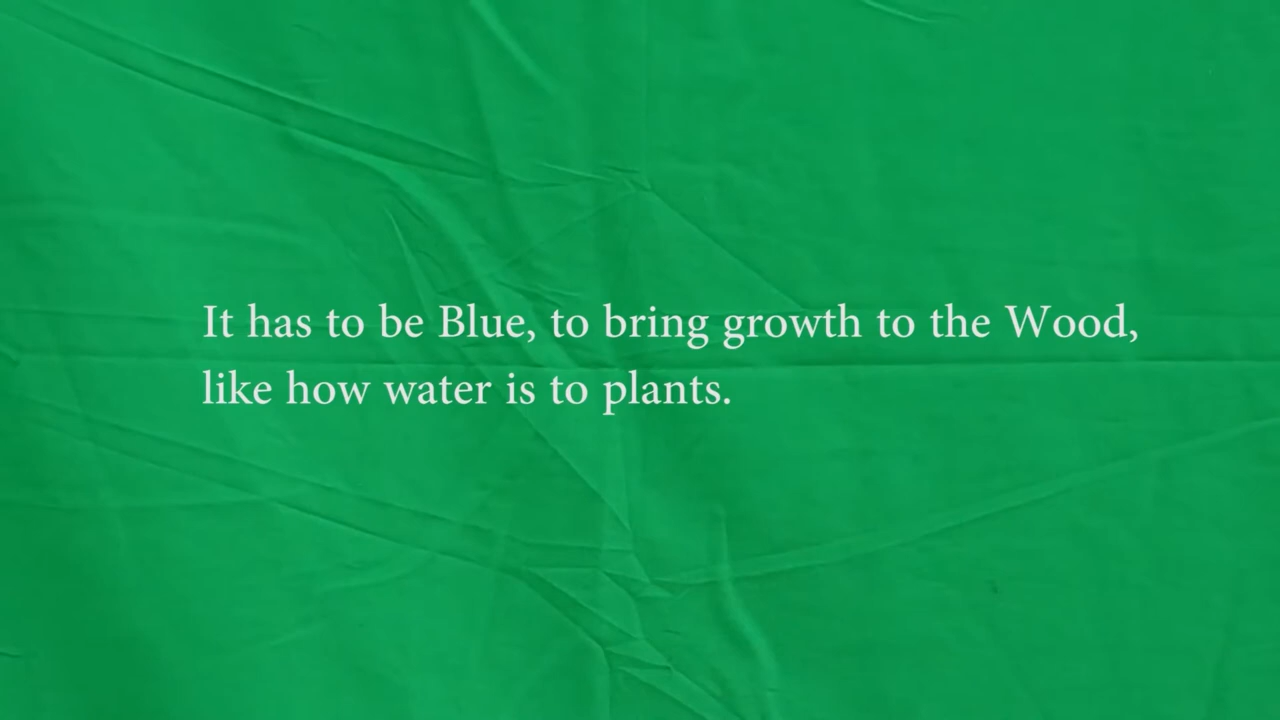 It has to be Blue, to bring growth to the Wood,
like how water is to plants.